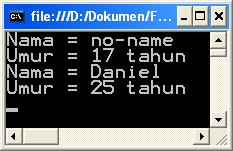 file:///D:/Dokumen/F...
Nama = no-name
Umur = 17 tahun
Nama = Daniel
Umur = 25 tahun